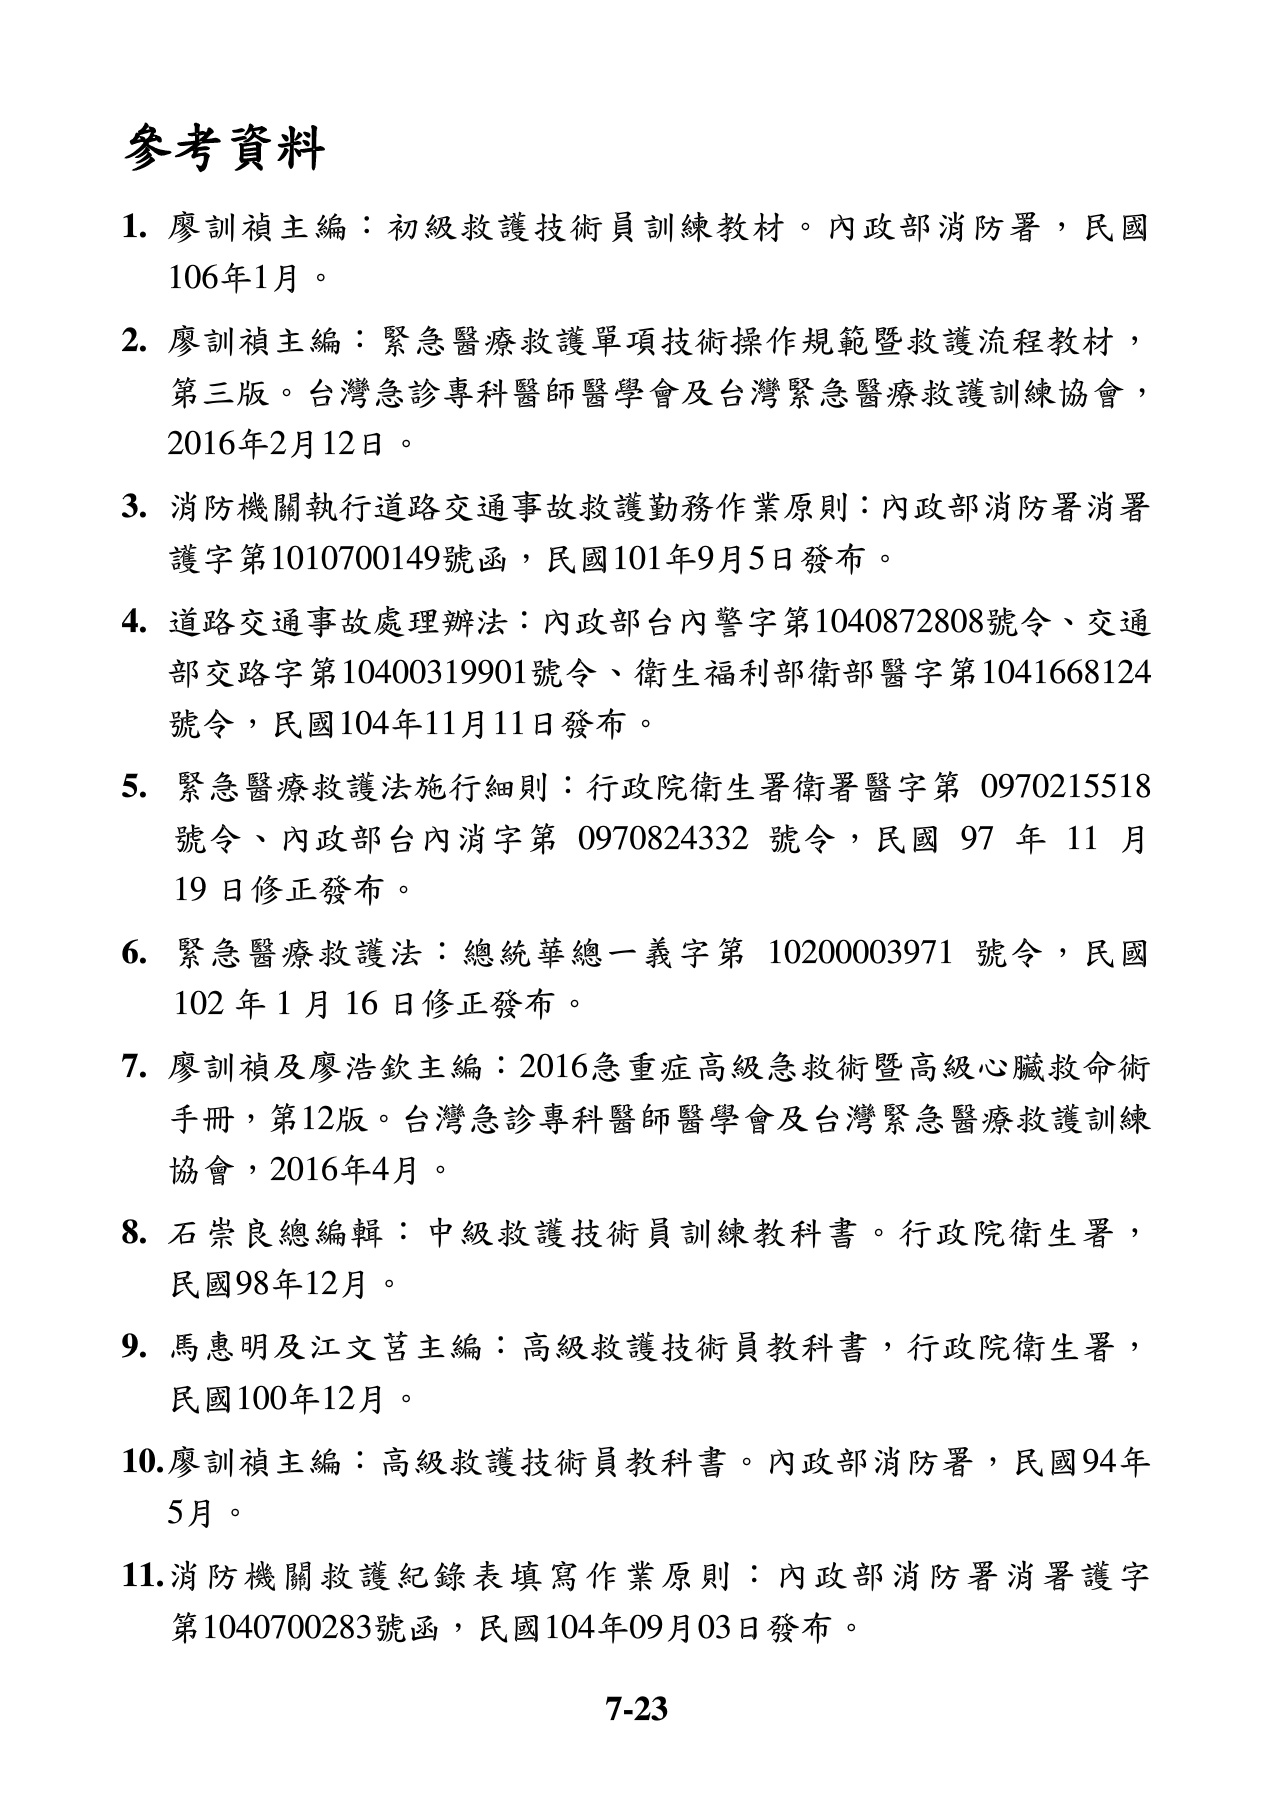 參考資料
1. 廖訓禎主編：初級救護技術員訓練教材。內政部消防署，民國
106年1月。
2. 廖訓禎主編：緊急醫療救護單項技術操作規範暨救護流程教材，
第三版。台灣急診專科醫師醫學會及台灣緊急醫療救護訓練協會，
2016年2月12日。
3. 消防機關執行道路交通事故救護勤務作業原則：內政部消防署消署
護字第1010700149號函，民國101年9月5日發布。
4. 道路交通事故處理辦法：內政部台內警字第1040872808號令、交通
部交路字第10400319901號令、衛生福利部衛部醫字第1041668124
號令，民國104年11月11日發布。
5. 緊急醫療救護法施行細則：行政院衛生署衛署醫字第 0970215518
號令、內政部台內消字第 0970824332 號令，民國 97 年 11 月
19 日修正發布。
6. 緊急醫療救護法：總統華總一義字第 10200003971 號令，民國
102 年 1 月 16 日修正發布。
7. 廖訓禎及廖浩欽主編：2016急重症高級急救術暨高級心臟救命術
手冊，第12版。台灣急診專科醫師醫學會及台灣緊急醫療救護訓練
協會，2016年4月。
8. 石崇良總編輯：中級救護技術員訓練教科書。行政院衛生署，
民國98年12月。
9. 馬惠明及江文莒主編：高級救護技術員教科書，行政院衛生署，
民國100年12月。
10.廖訓禎主編：高級救護技術員教科書。內政部消防署，民國94年
5月。
11.消防機關救護紀錄表填寫作業原則：內政部消防署消署護字
第1040700283號函，民國104年09月03日發布。
7-23